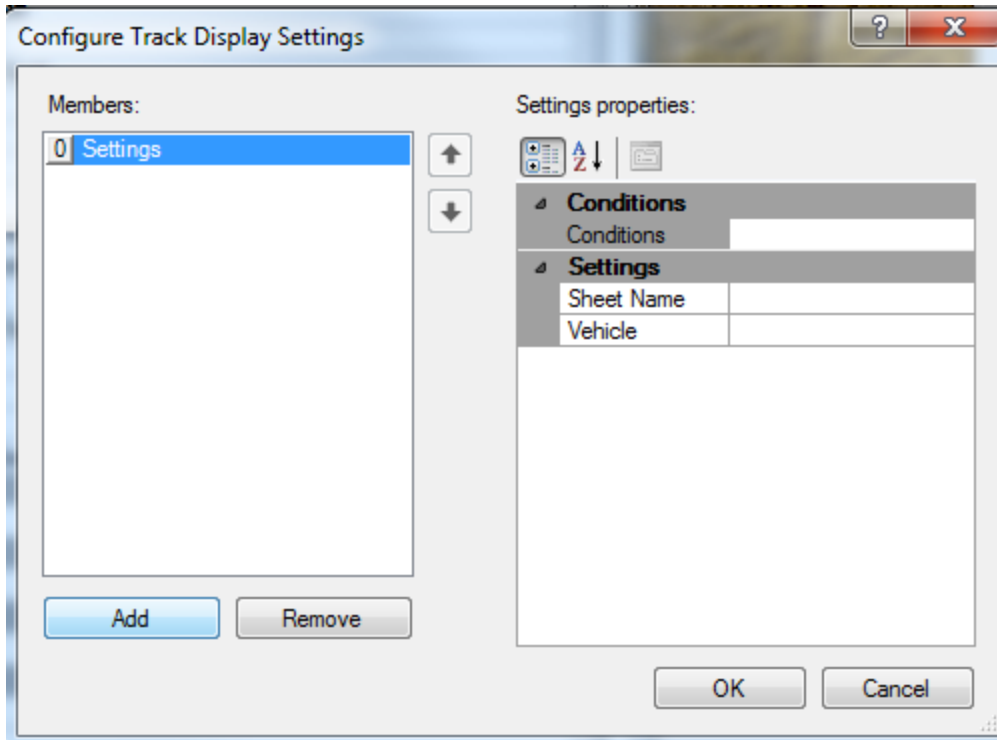 Configure Track Display Settings
?
X
Members:
0 Settings
Add
Remove
Settings properties:
A
Z
Conditions
Conditions
Settings
Sheet Name
Vehicle
OK
Cancel